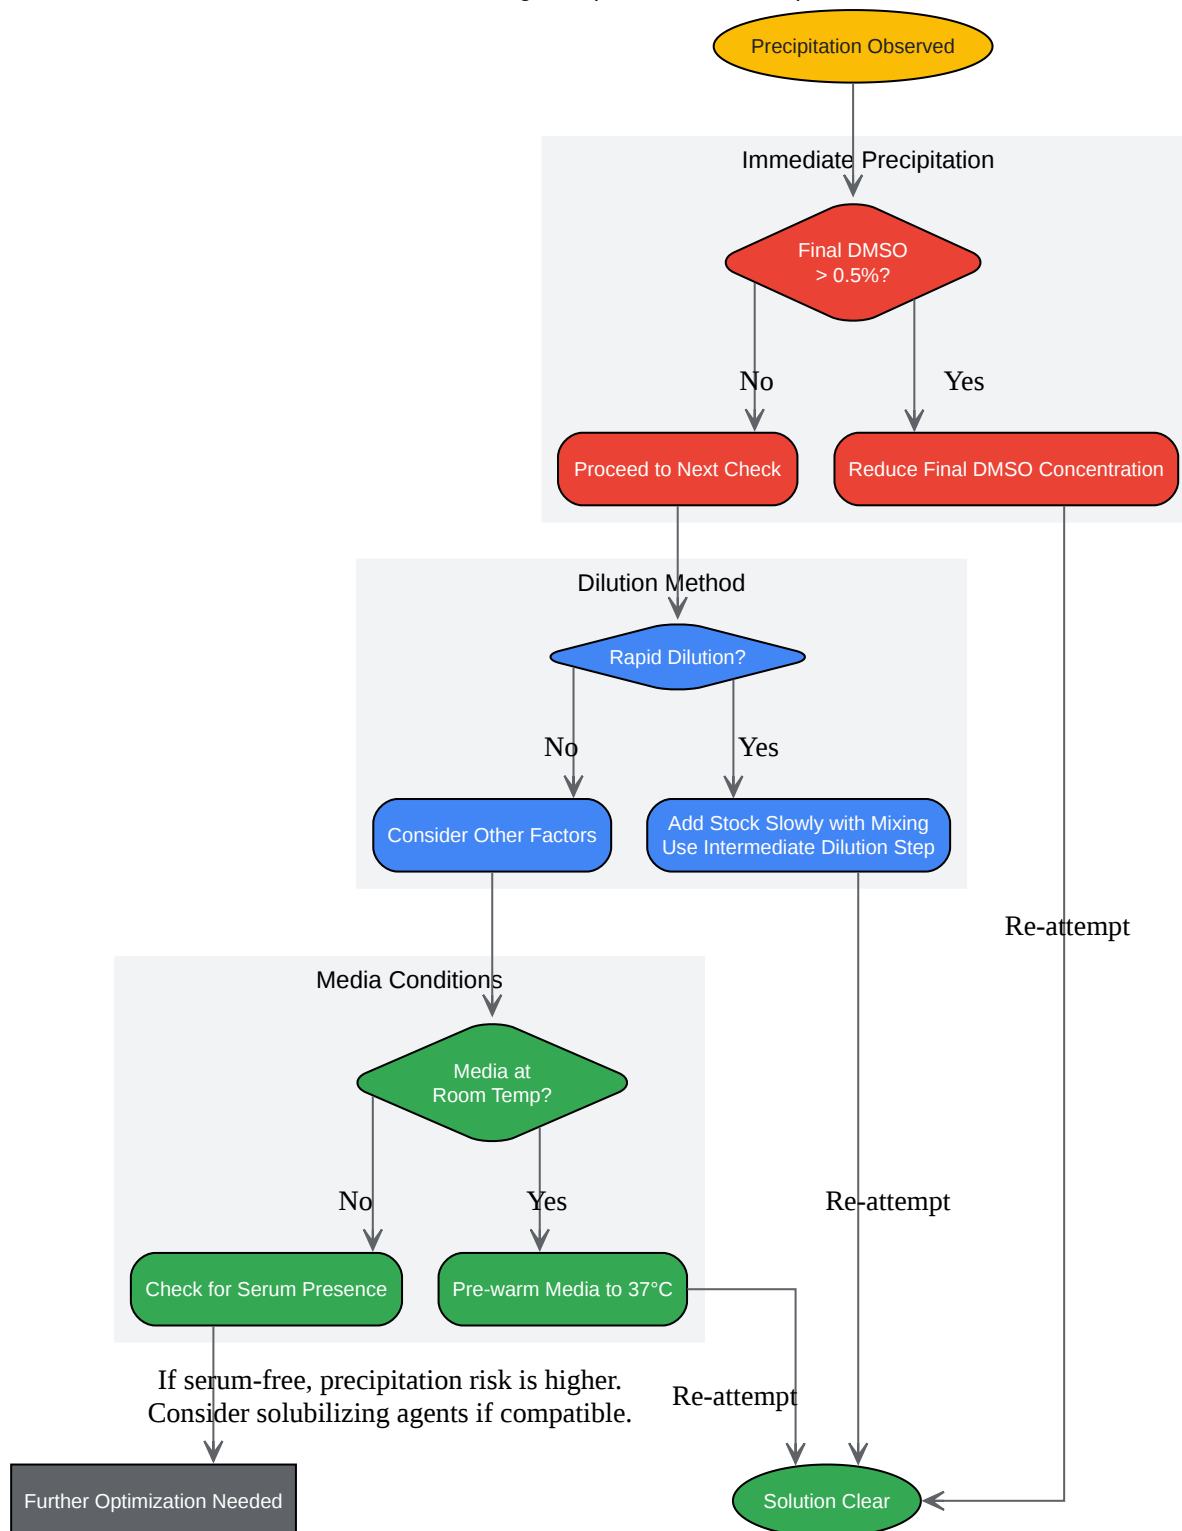 Precipitation Observed
Immediate Precipitation
Final DMSO
> 0.5%?
No
Yes
Proceed to Next Check
Reduce Final DMSO Concentration
Dilution Method
Rapid Dilution?
No
Yes
Consider Other Factors
Add Stock Slowly with Mixing
Use Intermediate Dilution Step
Re-attempt
Media Conditions
Media at
Room Temp?
No
Yes
Re-attempt
Check for Serum Presence
Pre-warm Media to 37°C
If serum-free, precipitation risk is higher.
Consider solubilizing agents if compatible.
Re-attempt
Further Optimization Needed
Solution Clear